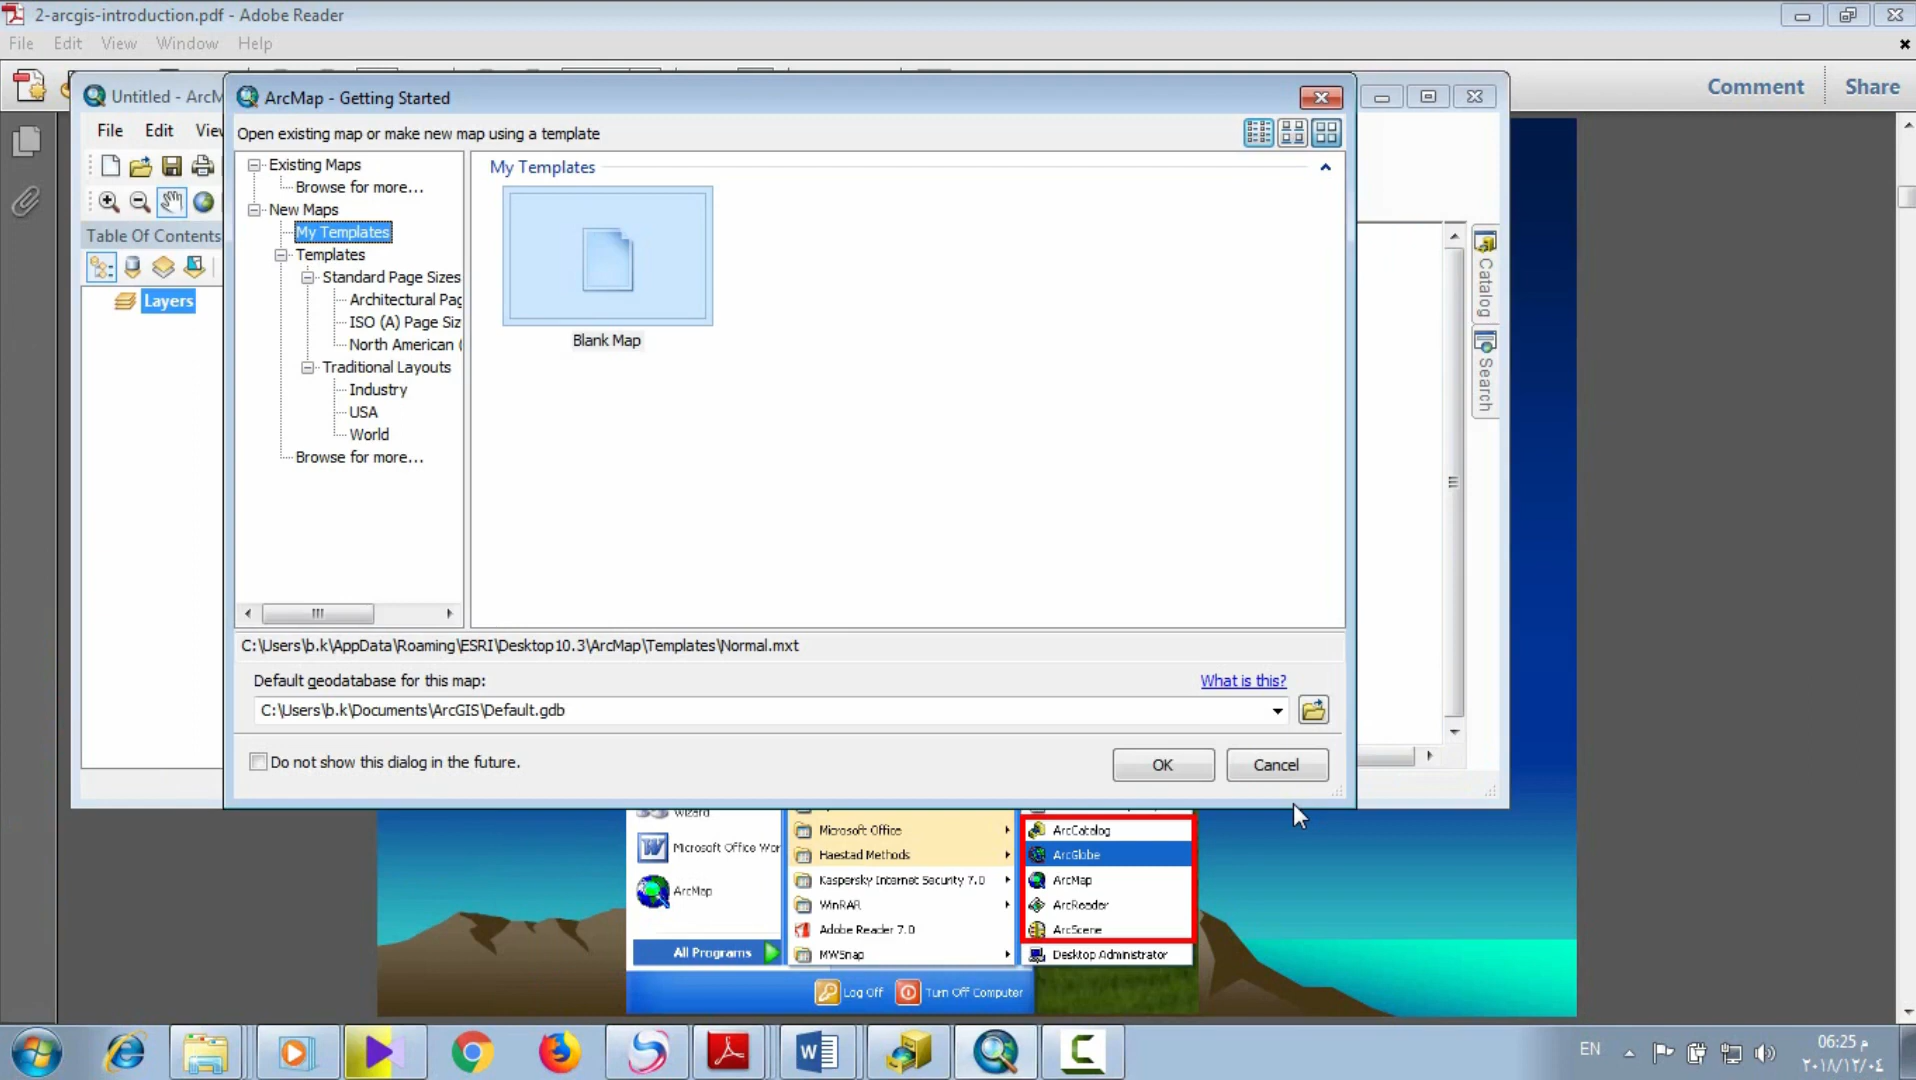 2-arcgis-introduction.pdf - Adobe Reader
File Edit View Window Help
Comment Share
Untitled - ArcM
ArcMap - Getting Started
File Edit Vie
Open existing map or make new map using a template
Existing Maps
Browse for more...
New Maps
My Templates
Templates
Standard Page Sizes
Architectural Pag
ISO (A) Page Siz
North American (
Traditional Layouts
Industry
USA
World
Browse for more...
My Templates
Blank Map
Table Of Contents
Layers
Catalog
Search
C:\Users\b.k\AppData\Roaming\ESRI\Desktop10.3\ArcMap\Templates\Normal.mxt
Default geodatabase for this map:
What is this?
C:\Users\b.k\Documents\ArcGIS\Default.gdb
Do not show this dialog in the future.
OK
Cancel
Wizard
Microsoft Office Wor
ArcMap
All Programs
Microsoft Office
Haestad Methods
Kaspersky Internet Security 7.0
WinRAR
Adobe Reader 7.0
MWSnap
ArcCatalog
ArcGlobe
ArcMap
ArcReader
ArcScene
Desktop Administrator
Log Off
Turn Off Computer
EN
06:25 م
٢٠١٨/١٢/٠٤